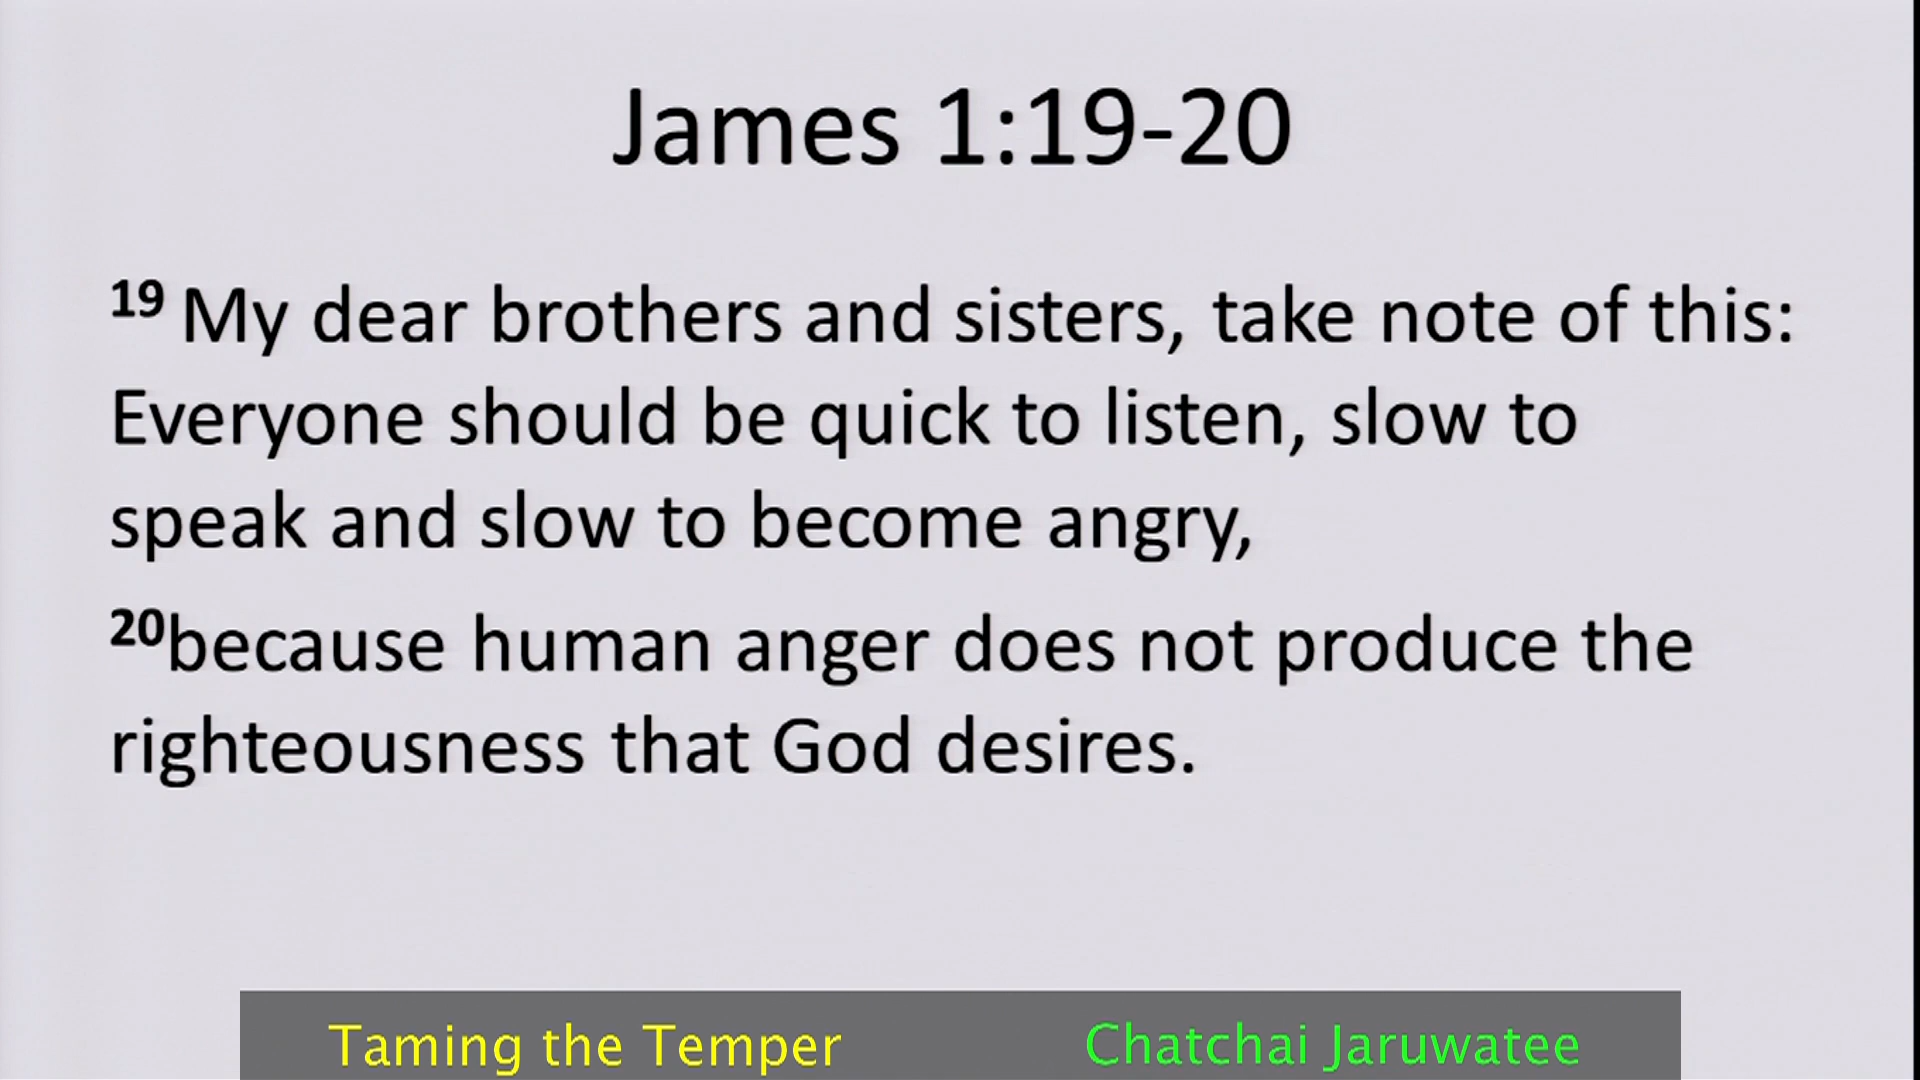 James 1:19-20
19 My dear brothers and sisters, take note of this:
Everyone should be quick to listen, slow to
speak and slow to become angry,
20because human anger does not produce the
righteousness that God desires.
Taming the Temper Chatchai Jaruwatee